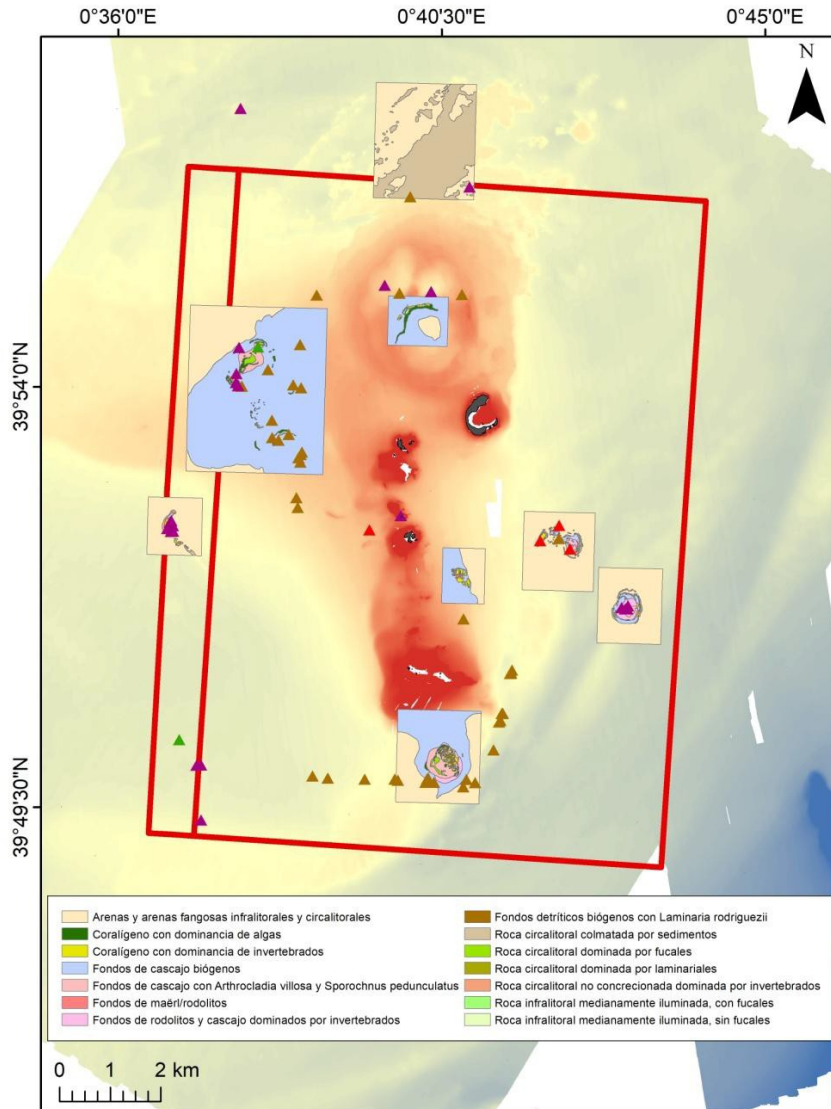 0°36'0"E
0°40'30"E
0°45'0"E
N
39°54'0"N
39°49'30"N
Arenas y arenas fangosas infralitorales y circalitorales
Coralígeno con dominancia de algas
Coralígeno con dominancia de invertebrados
Fondos de cascajo biógenos
Fondos de cascajo con Arthrocladia villosa y Sporochnus pedunculatus
Fondos de maërl/rodolitos
Fondos de rodolitos y cascajo dominados por invertebrados
Fondos detríticos biógenos con Laminaria rodriguezii
Roca circalitoral colmatada por sedimentos
Roca circalitoral dominada por fucales
Roca circalitoral dominada por laminariales
Roca circalitoral no concrecionada dominada por invertebrados
Roca infralitoral medianamente iluminada, con fucales
Roca infralitoral medianamente iluminada, sin fucales
0 1 2 km